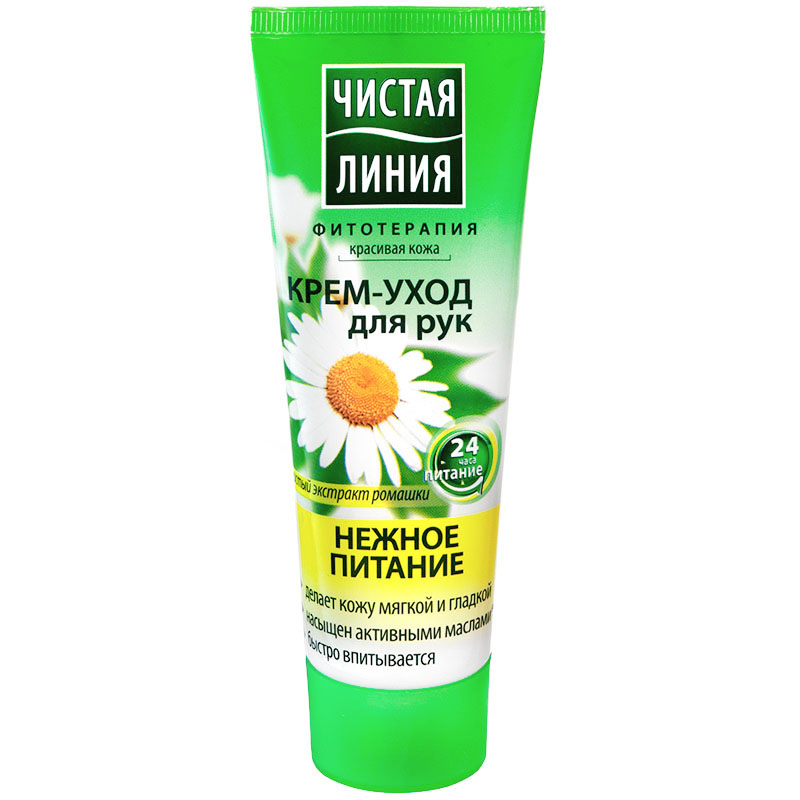 ЧИСТАЯ
ЛИНИЯ
ФИТОТЕРАПИЯ
красивая кожа
КРЕМ-УХОД
для рук
24
часа
питание
экстракт ромашки
НЕЖНОЕ
ПИТАНИЕ
делает кожу мягкой и гладкой
насыщен активными маслами
быстро впитывается